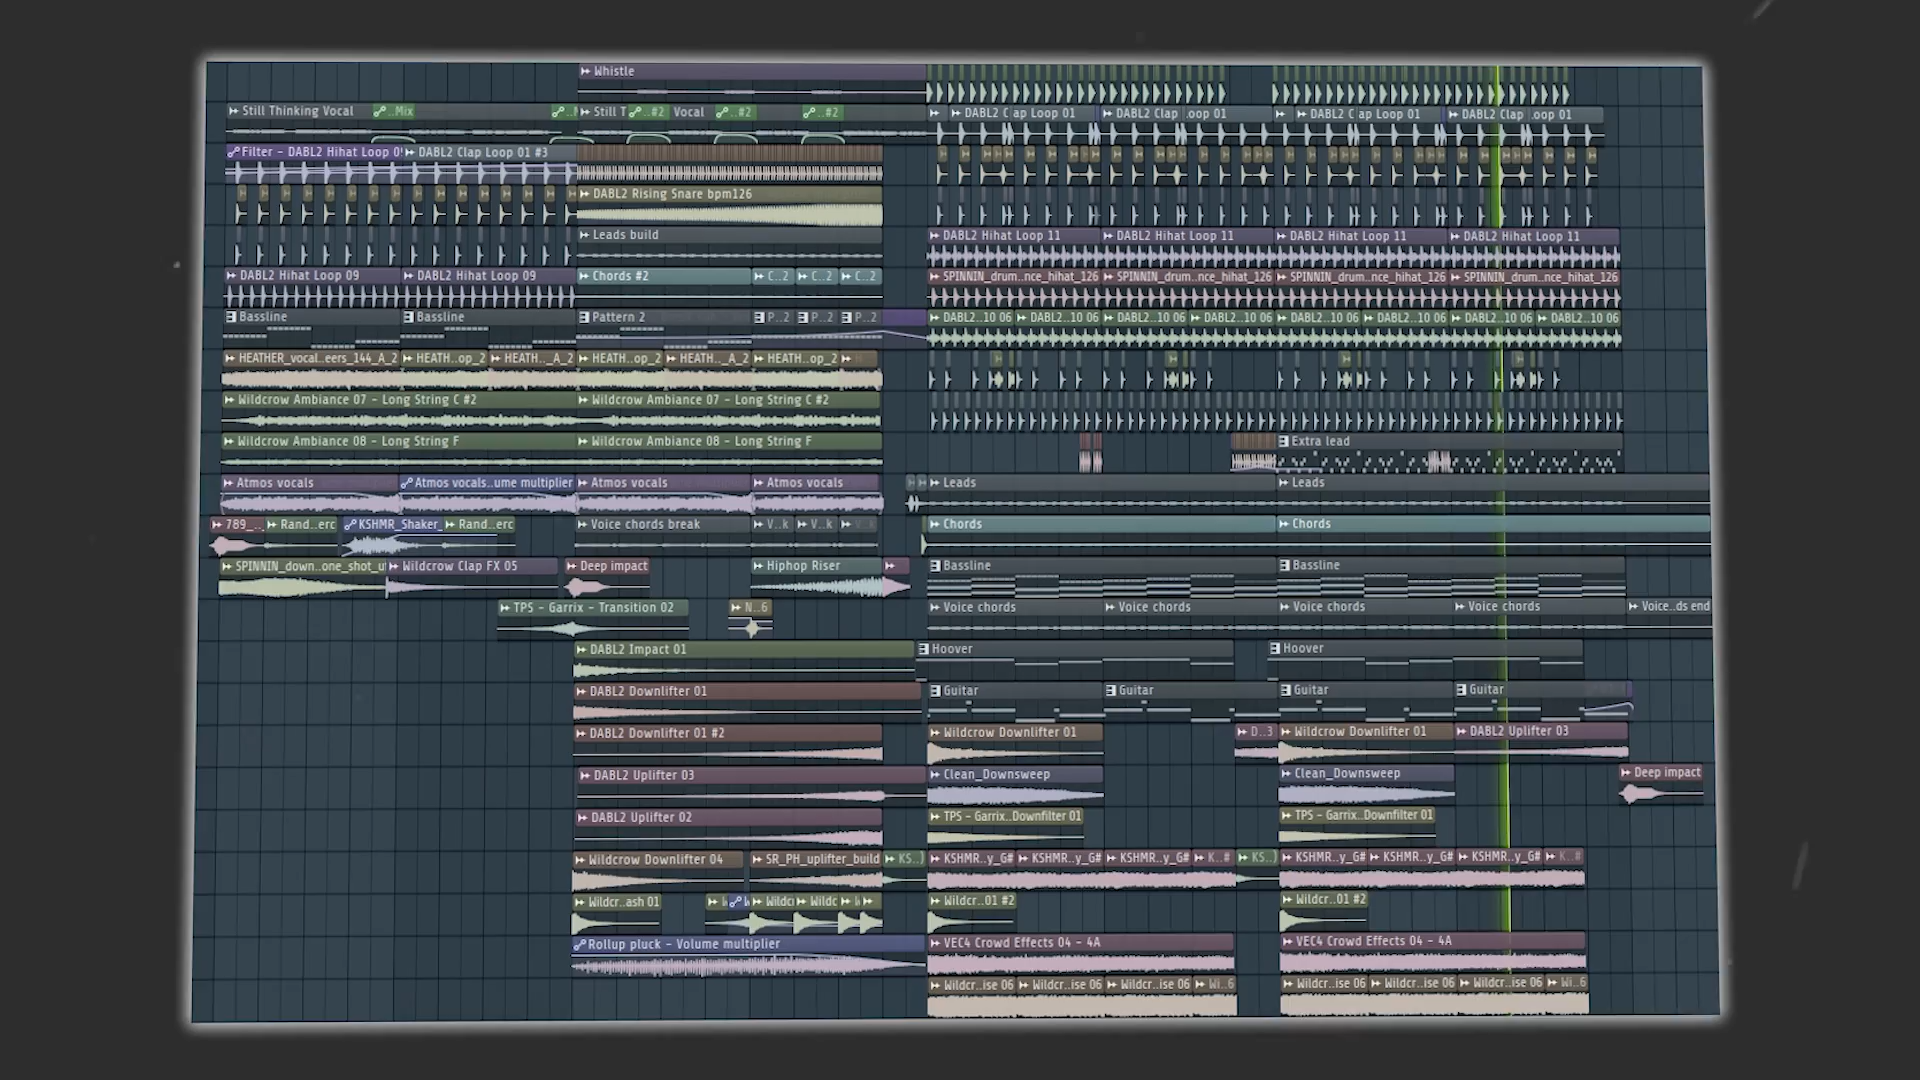 Whistle
Still Thinking Vocal ..Mix Still T ..#2 Vocal ..#2 ..#2 DABL2 C ap Loop 01 DABL2 Clap .oop 01 DABL2 C ap Loop 01 DABL2 Clap .oop 01
Filter - DABL2 Hihat Loop 0 DABL2 Clap Loop 01 #3
DABL2 Rising Snare bpm126
Leads build DABL2 Hihat Loop 11 DABL2 Hihat Loop 11 DABL2 Hihat Loop 11 DABL2 Hihat Loop 11
DABL2 Hihat Loop 09 DABL2 Hihat Loop 09 Chords #2 C..2 C..2 C..2 SPINNIN_drum..nce_hihat_126 SPINNIN_drum..nce_hihat_126 SPINNIN_drum..nce_hihat_126 SPINNIN_drum..nce_hihat_126
Bassline Bassline Pattern 2 P..2 P..2 P..2 DABL2..10 06 DABL2..10 06 DABL2..10 06 DABL2..10 06 DABL2..10 06 DABL2..10 06 DABL2..10 06 DABL2..10 06
HEATHER_vocal..eers_144_A_2 HEATH..op_2 HEATH.._A_2 HEATH..op_2 HEATH.._A_2 HEATH..op_2
Wildcrow Ambiance 07 - Long String C #2 Wildcrow Ambiance 07 - Long String C #2
Wildcrow Ambiance 08 - Long String F Wildcrow Ambiance 08 - Long String F Extra lead
Atmos vocals Atmos vocals..ume multiplier Atmos vocals Atmos vocals Leads Leads
789_.. Rand..erc KSHMR_Shaker_ Rand..erc Voice chords break V..k V..k V..k Chords Chords
SPINNIN_down..one_shot_u Wildcrow Clap FX 05 Deep impact Hiphop Riser Bassline Bassline
TPS - Garrix - Transition 02 N..6 Voice chords Voice chords Voice chords Voice chords Voice..ds end
DABL2 Impact 01 Hoover Hoover
DABL2 Downlifter 01 Guitar Guitar Guitar Guitar
DABL2 Downlifter 01 #2 Wildcrow Downlifter 01 D..3 Wildcrow Downlifter 01 DABL2 Uplifter 03
DABL2 Uplifter 03 Clean_Downsweep Clean_Downsweep Deep impact
DABL2 Uplifter 02 TPS - Garrix..Downfilter 01 TPS - Garrix..Downfilter 01
Wildcrow Downlifter 04 SR_PH_uplifter_build KS..) KSHMR..y_G# KSHMR..y_G# KSHMR..y_G# K..# KS..) KSHMR..y_G# KSHMR..y_G# KSHMR..y_G# K..#
Wildcr..ash 01 Wildc Wildc Wildcr..01 #2 Wildcr..01 #2
Rollup pluck - Volume multiplier VEC4 Crowd Effects 04 - 4A VEC4 Crowd Effects 04 - 4A
Wildcr..ise 06 Wildcr..ise 06 Wildcr..ise 06 Wi..6 Wildcr..ise 06 Wildcr..ise 06 Wildcr..ise 06 Wi..6